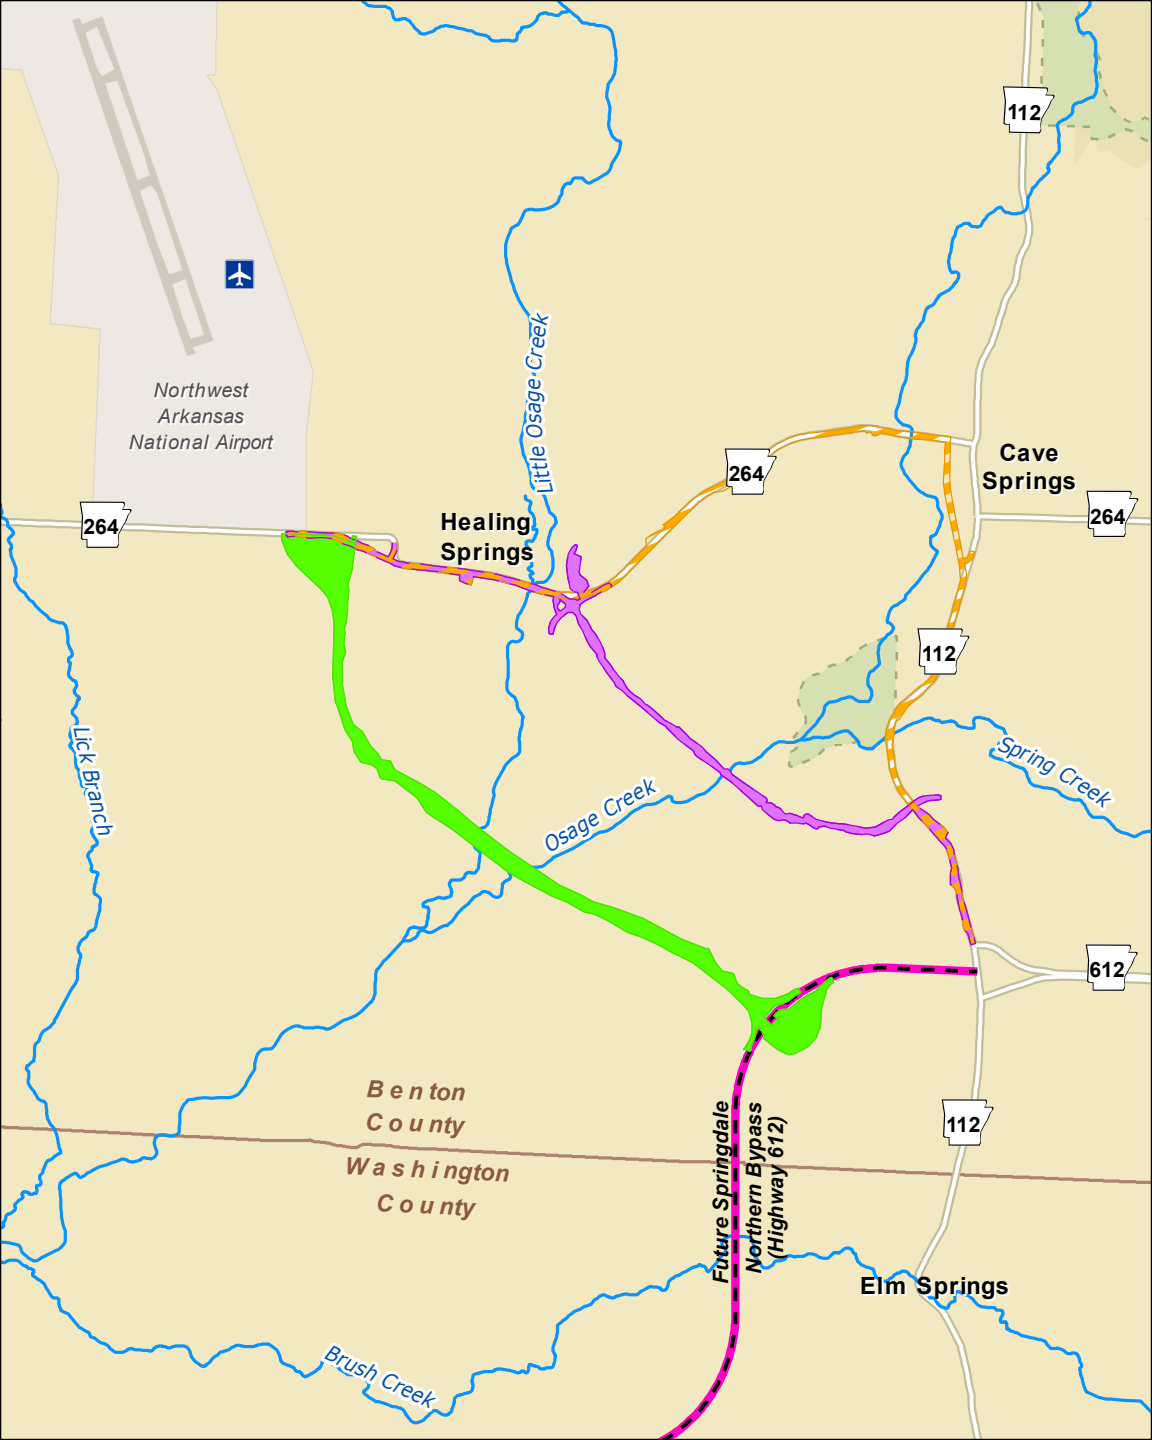 112
Northwest
Arkansas
National Airport
Little Osage Creek
264
Cave
Springs
264
264
Healing
Springs
112
Lick Branch
Spring Creek
Osage Creek
612
Benton
County
Washington
County
112
Future Springdale
Northern Bypass
(Highway 612)
Elm Springs
Brush Creek